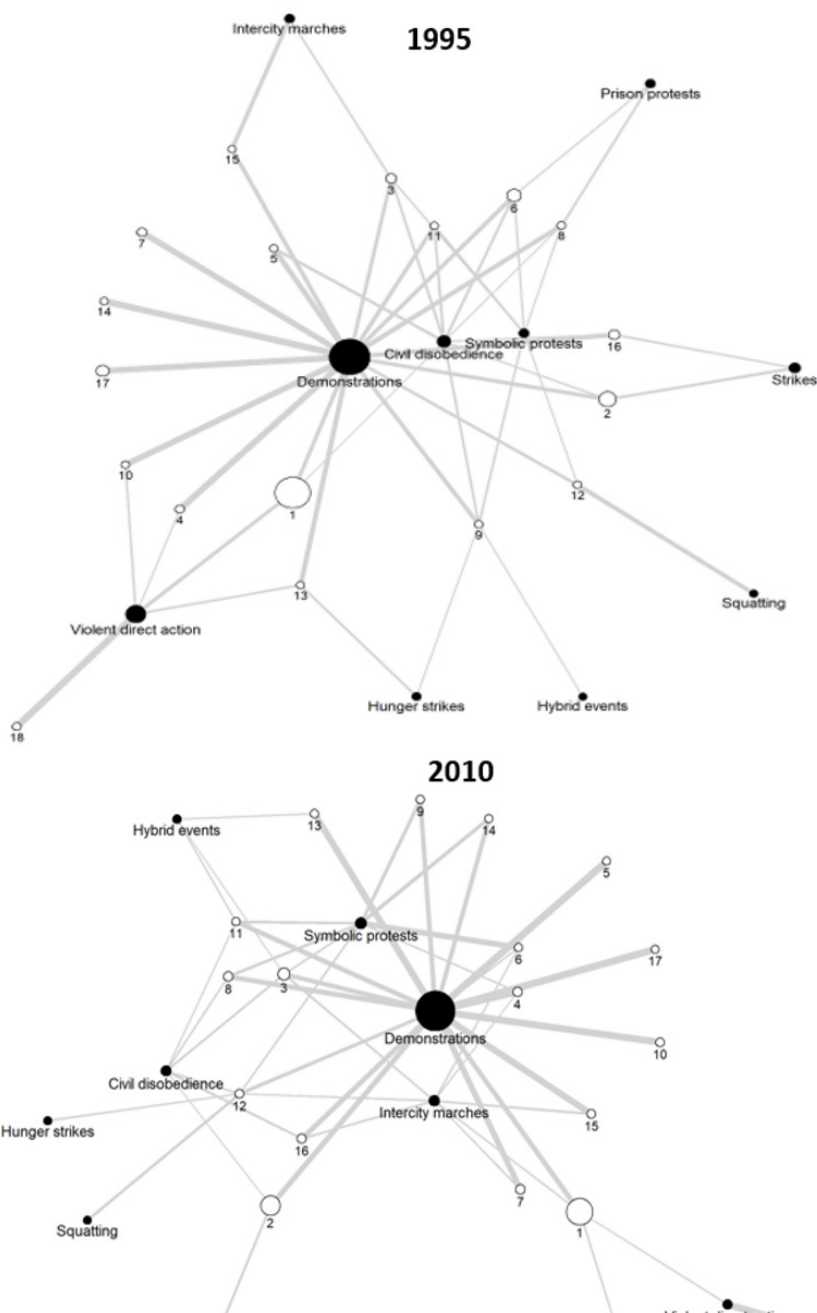 1995
Intercity marches
Prison protests
15
3
6
11
8
7
5
14
Civil disobedience
Symbolic protests
16
17
Demonstrations
Strikes
2
10
4
1
12
9
13
Squatting
Violent direct action
Hunger strikes
Hybrid events
18
2010
Hybrid events
13
9
14
5
11
Symbolic protests
6
17
8
3
4
Demonstrations
10
Civil disobedience
12
Intercity marches
15
Hunger strikes
16
7
2
1
Squatting